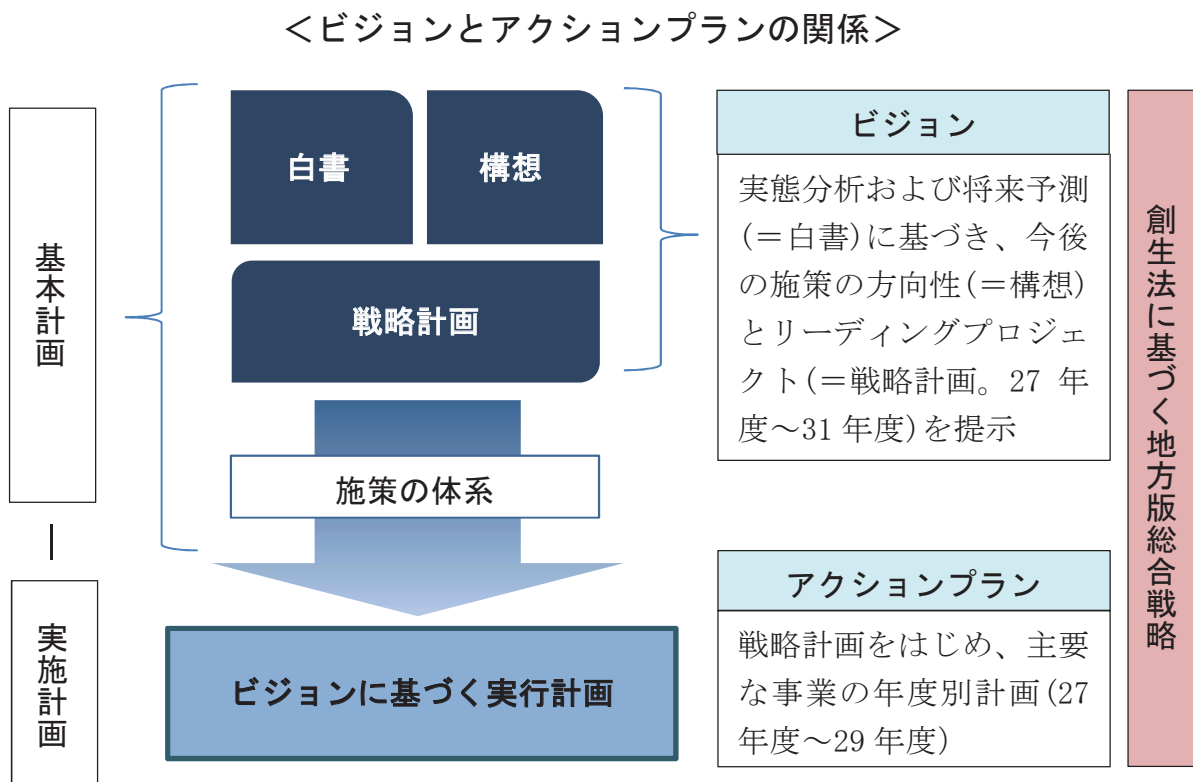 ＜ビジョンとアクションプランの関係＞
基本計画
｜
実施計画
白書
構想
戦略計画
施策の体系
ビジョンに基づく実行計画
ビジョン
実態分析および将来予測
(＝白書)に基づき、今後
の施策の方向性(＝構想)
とリーディングプロジェ
クト(＝戦略計画。27 年
度～31 年度)を提示
アクションプラン
戦略計画をはじめ、主要
な事業の年度別計画(27
年度～29 年度)
創生法に基づく地方版総合戦略